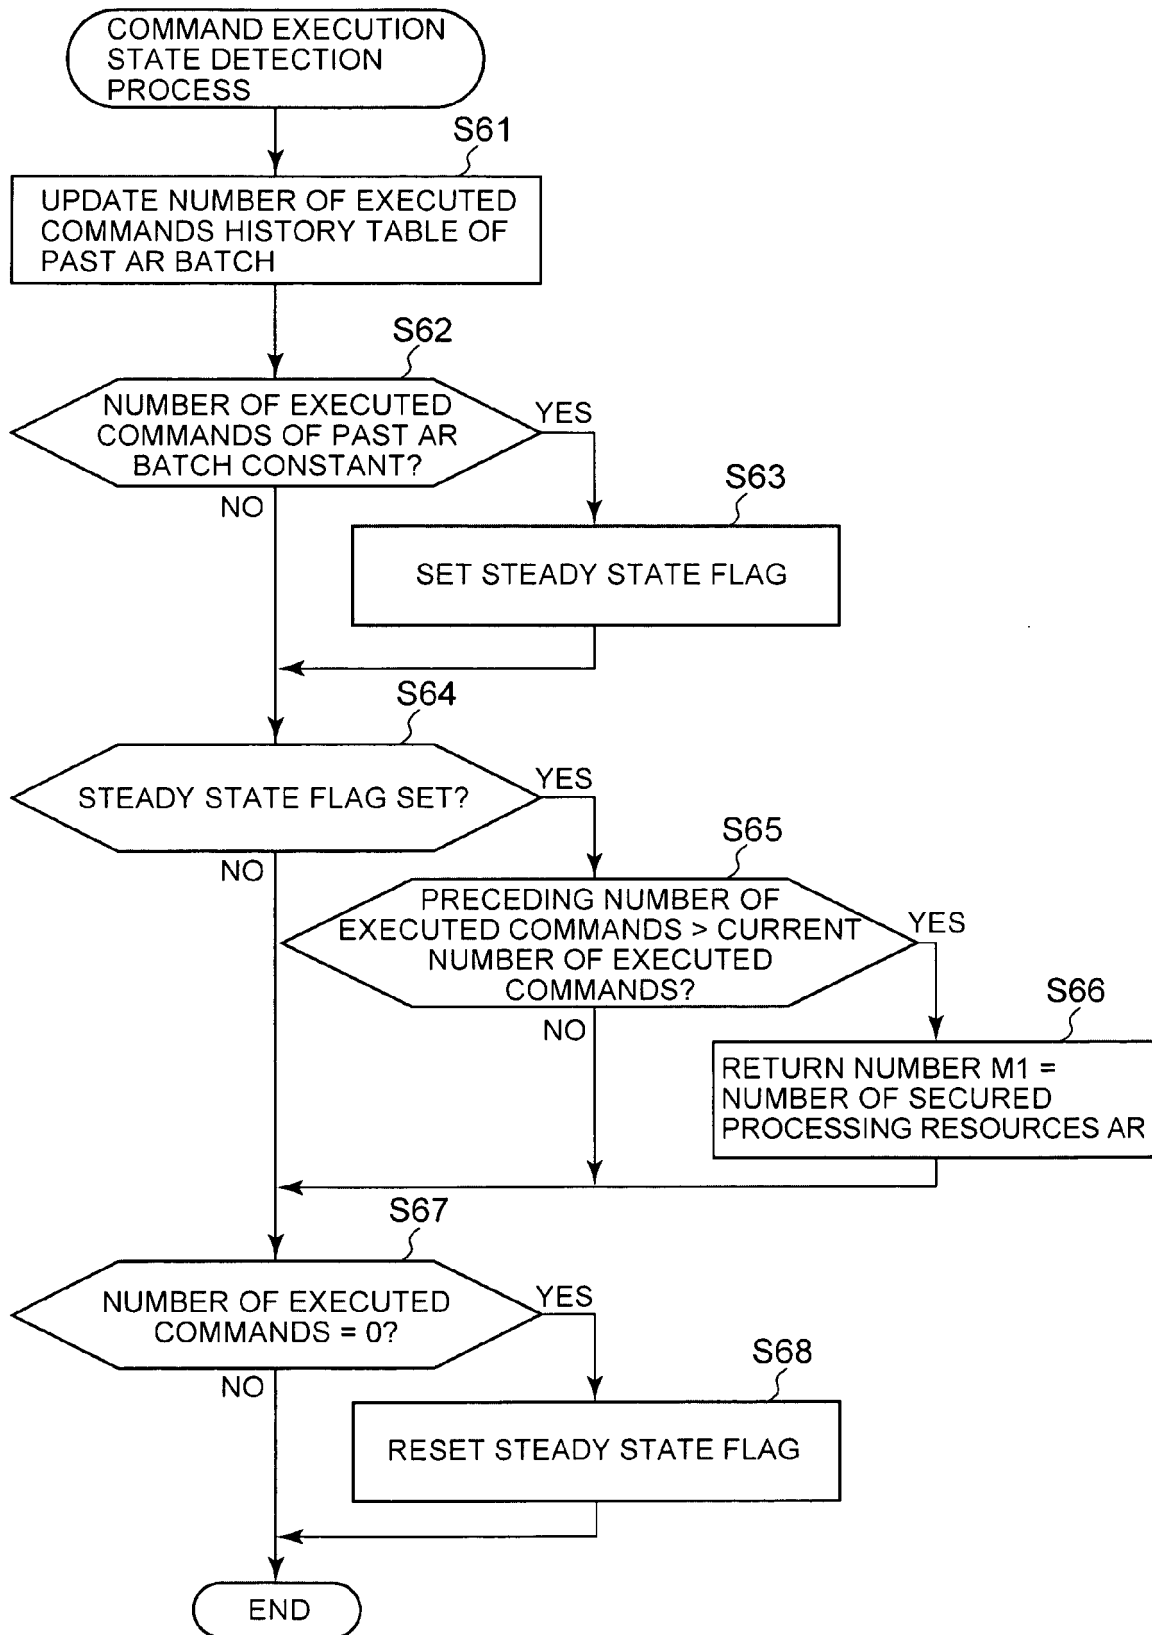 COMMAND EXECUTION
STATE DETECTION
PROCESS
S61
UPDATE NUMBER OF EXECUTED
COMMANDS HISTORY TABLE OF
PAST AR BATCH
S62
NUMBER OF EXECUTED
COMMANDS OF PAST AR
BATCH CONSTANT?
YES
NO
S63
SET STEADY STATE FLAG
S64
STEADY STATE FLAG SET?
YES
NO
S65
PRECEDING NUMBER OF
EXECUTED COMMANDS > CURRENT
NUMBER OF EXECUTED
COMMANDS?
YES
NO
S66
RETURN NUMBER M1 =
NUMBER OF SECURED
PROCESSING RESOURCES AR
S67
NUMBER OF EXECUTED
COMMANDS = 0?
YES
NO
S68
RESET STEADY STATE FLAG
END